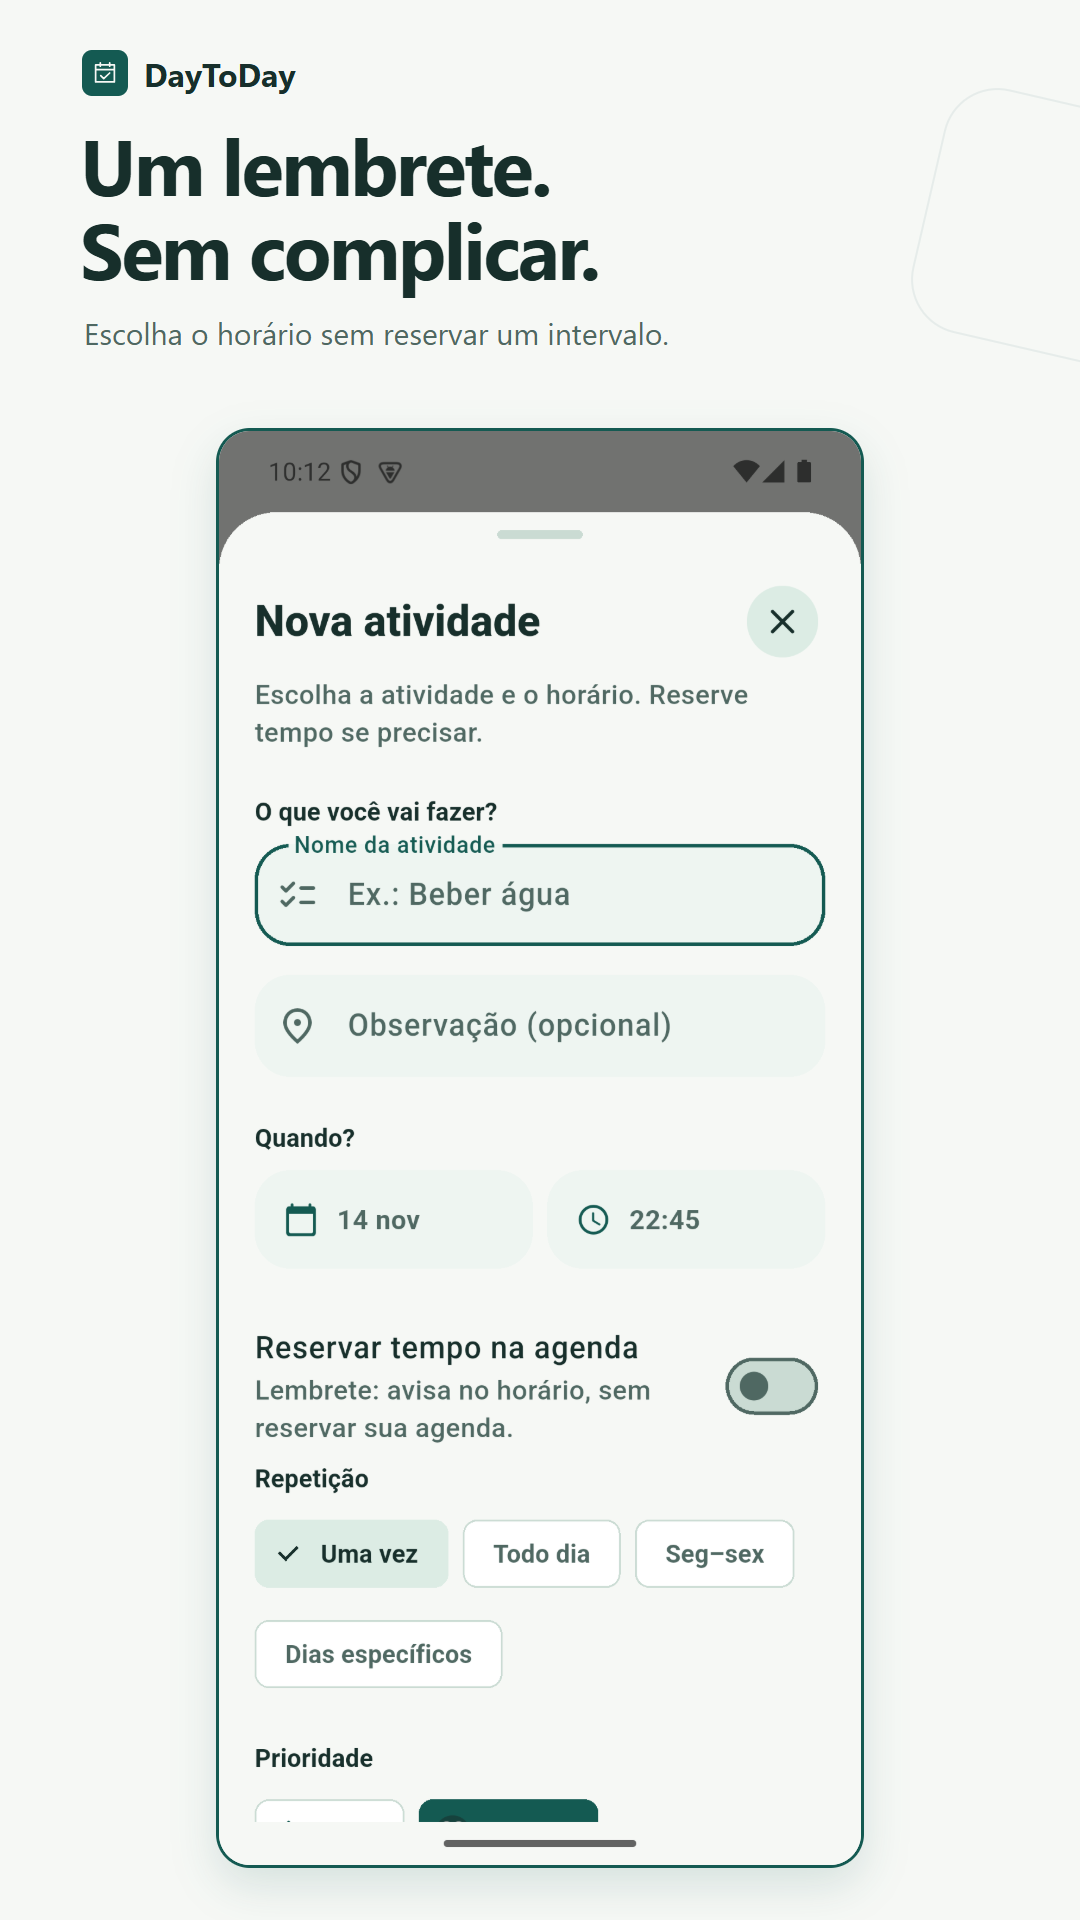 DayToDay
Um lembrete.
Sem complicar.
Escolha o horário sem reservar um intervalo.
10:12
Nova atividade
Escolha a atividade e o horário. Reserve
tempo se precisar.
O que você vai fazer?
Nome da atividade
Ex.: Beber água
Observação (opcional)
Quando?
14 nov
22:45
Reservar tempo na agenda
Lembrete: avisa no horário, sem
reservar sua agenda.
Repetição
Uma vez
Todo dia
Seg–sex
Dias específicos
Prioridade